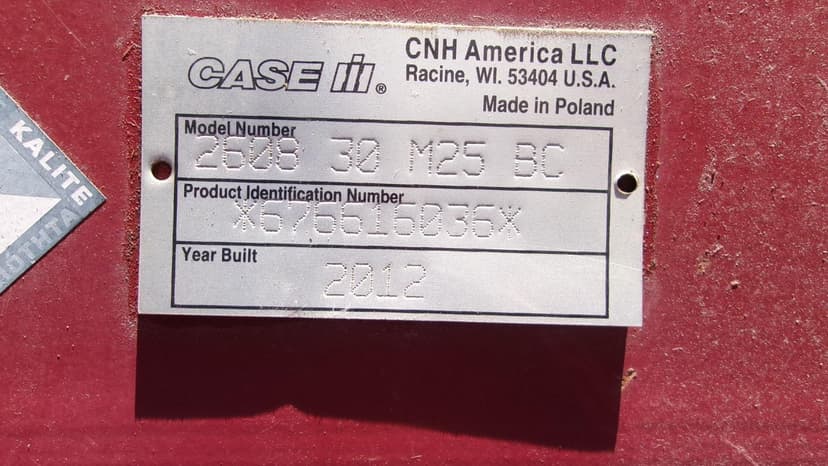 CASE IH®
CNH America LLC
Racine, WI. 53404 U.S.A.
Made in Poland
Model Number
2608 30 M25 BC
Product Identification Number
X676616036X
Year Built
2012
KALITE